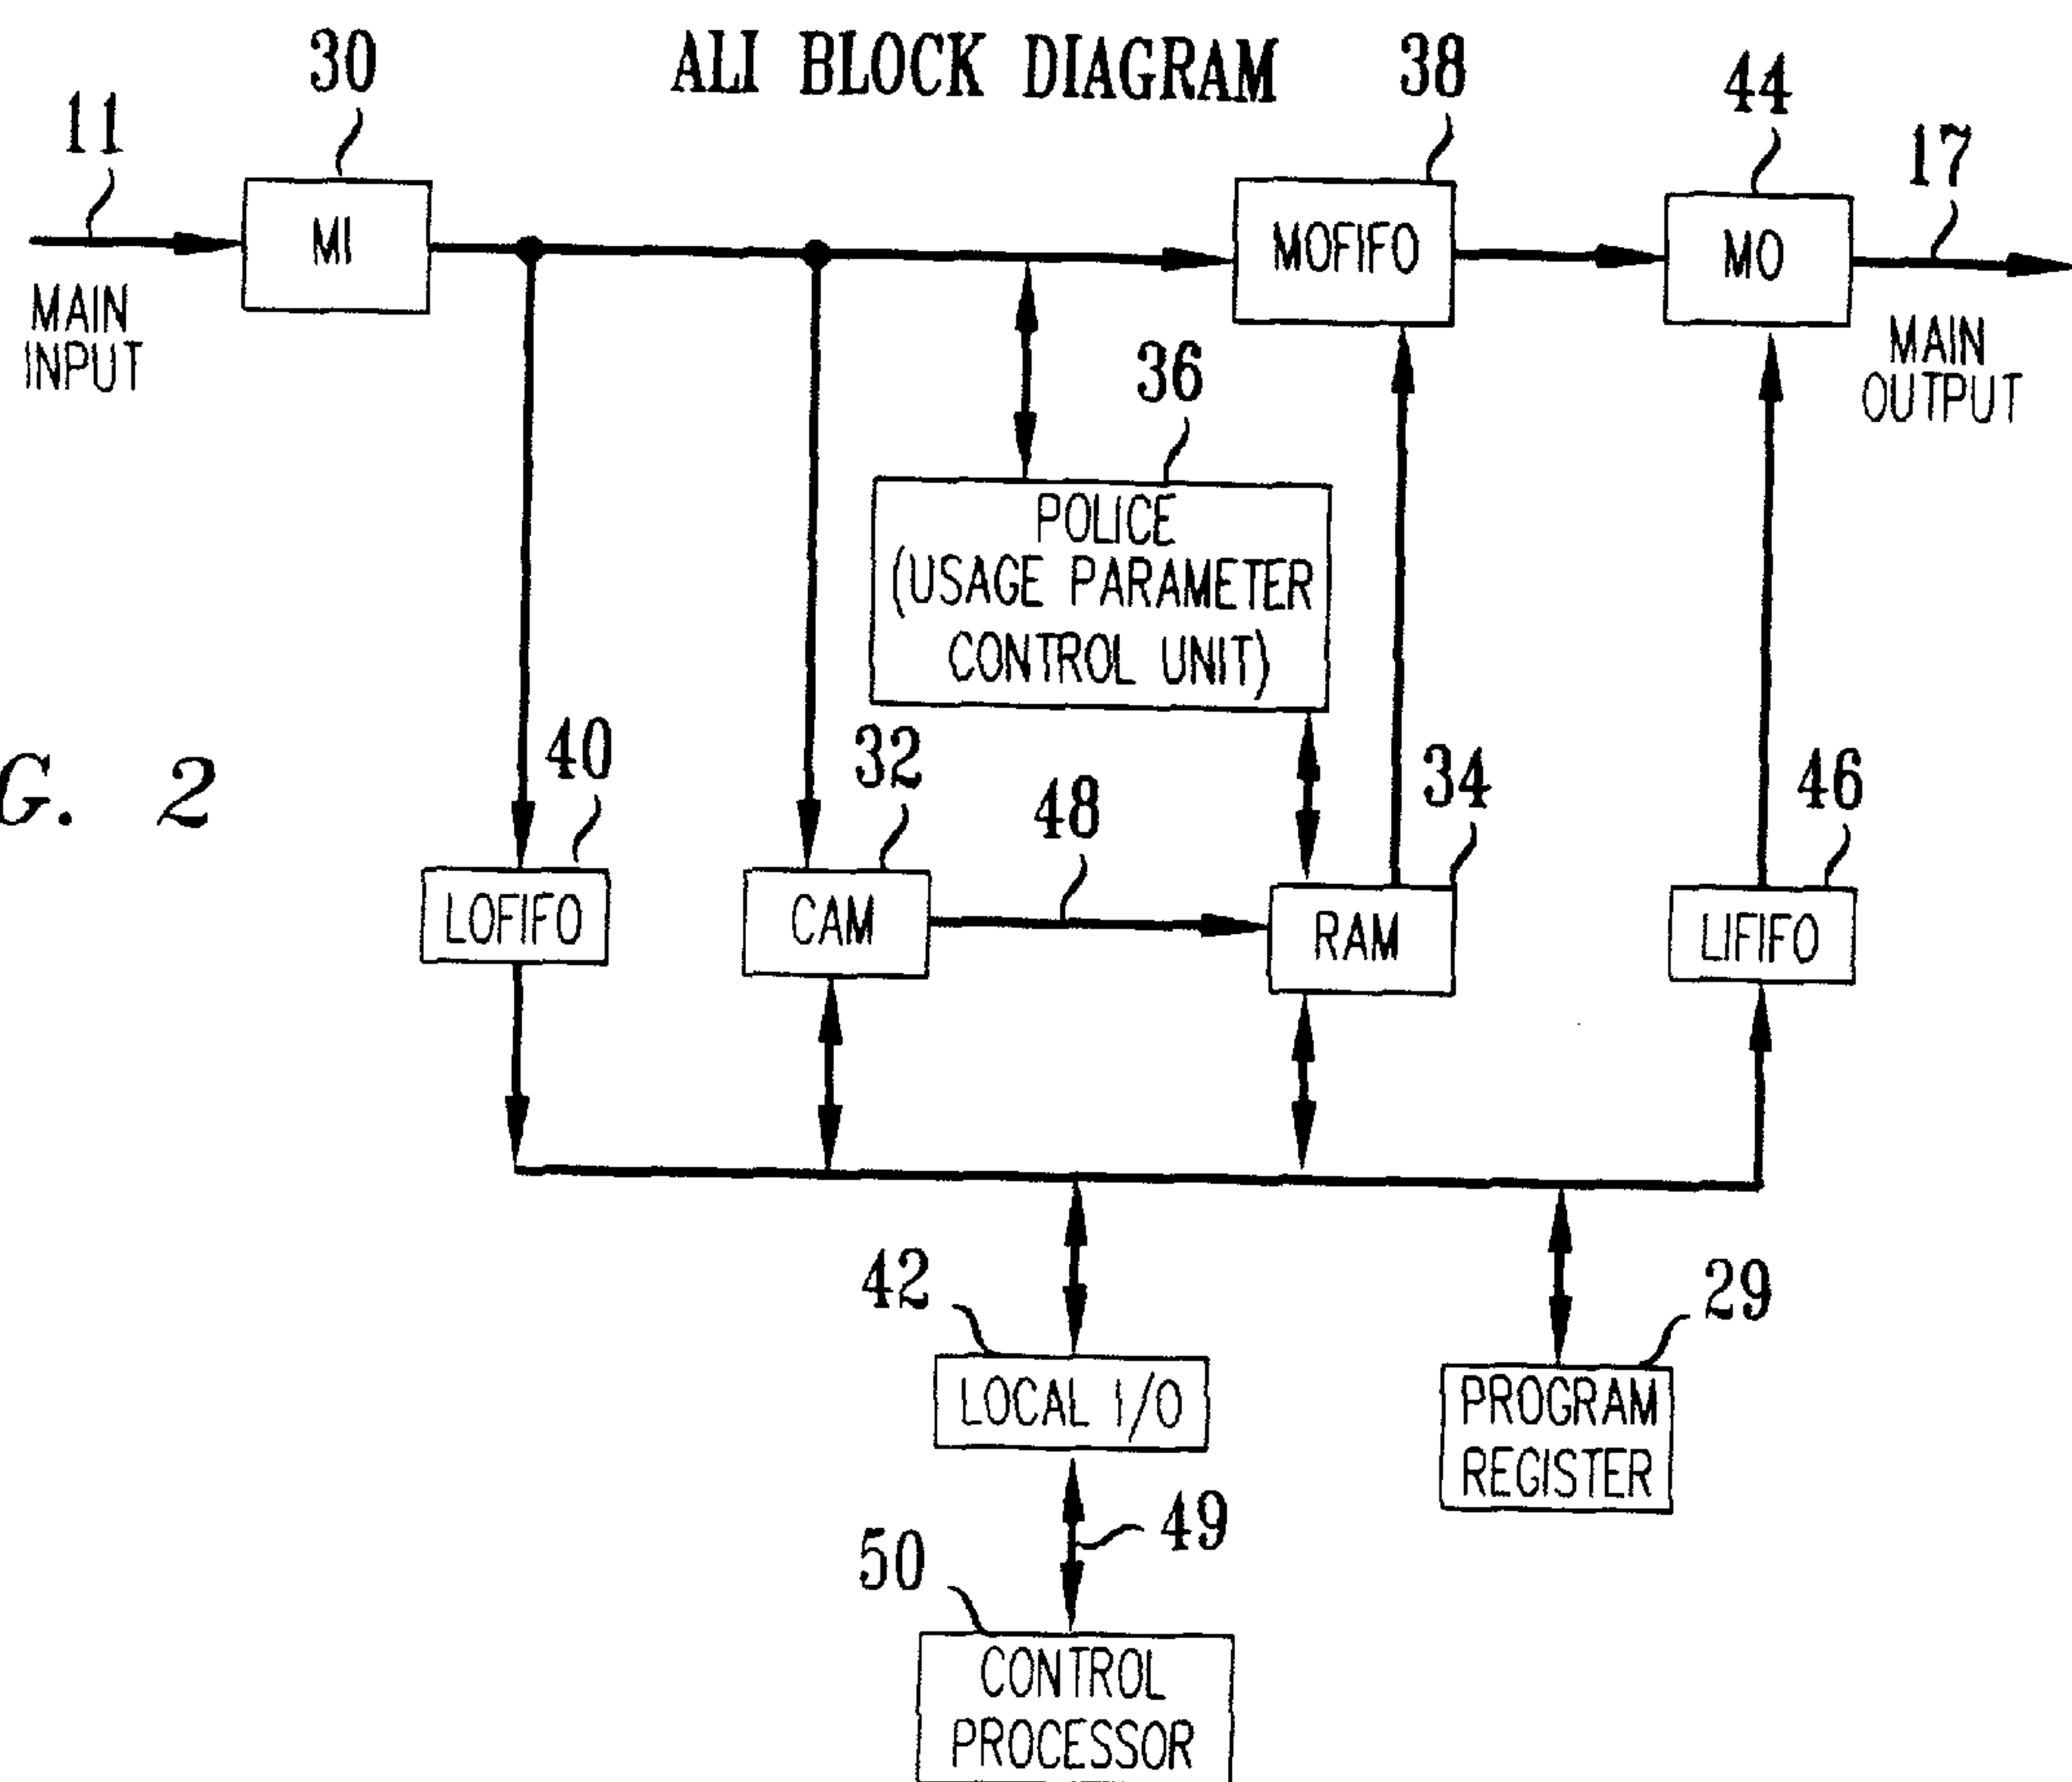 ALI BLOCK DIAGRAM
30
38
44
11
17
MI
MOFIFO
MO
MAIN
INPUT
MAIN
OUTPUT
36
POLICE
(USAGE PARAMETER
CONTROL UNIT)
G. 2
40
32
48
34
46
LOFIFO
CAM
RAM
LIFIFO
42
29
LOCAL I/O
PROGRAM
REGISTER
49
50
CONTROL
PROCESSOR